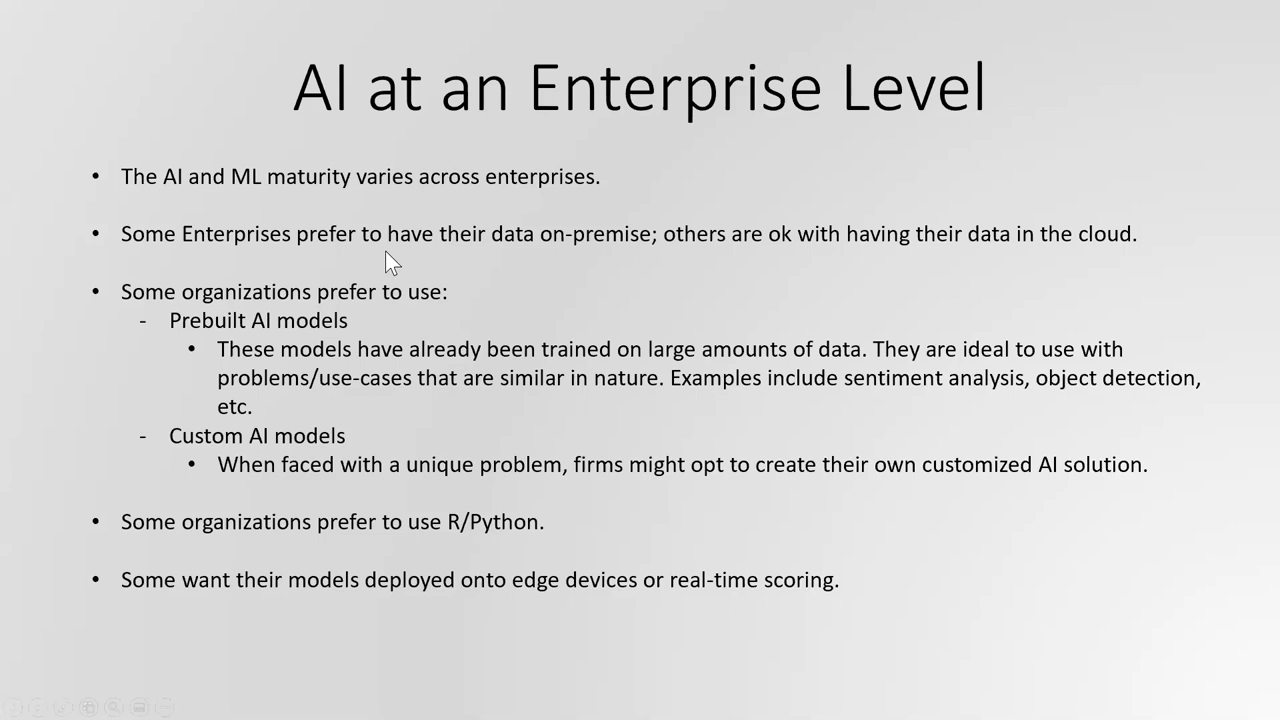 AI at an Enterprise Level
• The AI and ML maturity varies across enterprises.
• Some Enterprises prefer to have their data on-premise; others are ok with having their data in the cloud.
• Some organizations prefer to use:
- Prebuilt AI models
• These models have already been trained on large amounts of data. They are ideal to use with
problems/use-cases that are similar in nature. Examples include sentiment analysis, object detection,
etc.
- Custom AI models
• When faced with a unique problem, firms might opt to create their own customized AI solution.
• Some organizations prefer to use R/Python.
• Some want their models deployed onto edge devices or real-time scoring.